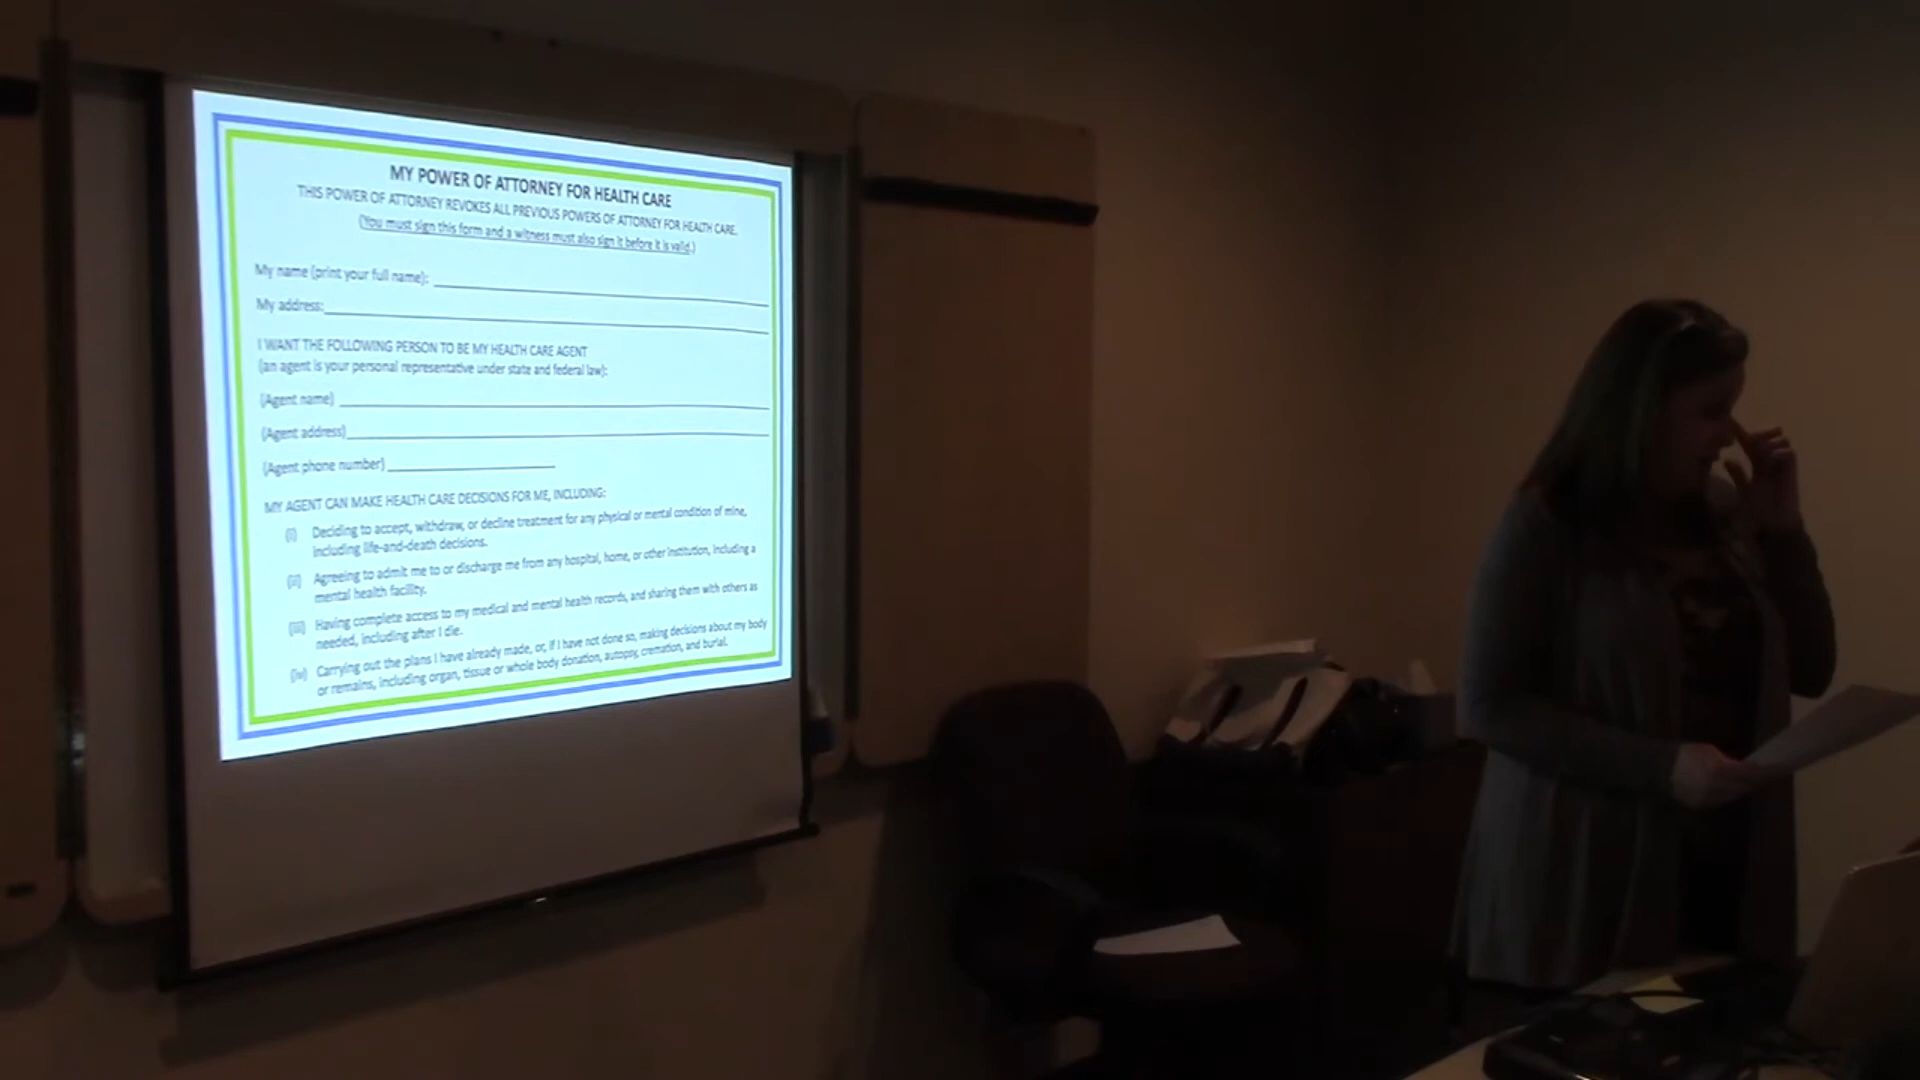 MY POWER OF ATTORNEY FOR HEALTH CARE
THIS POWER OF ATTORNEY REVOKES ALL PREVIOUS POWERS OF ATTORNEY FOR HEALTH CARE.
(You must sign this form and a witness must also sign it before it is valid.)
My name (print your full name):
My address:
I WANT THE FOLLOWING PERSON TO BE MY HEALTH CARE AGENT
(an agent is your personal representative under state and federal law):
(Agent name)
(Agent address)
(Agent phone number)
MY AGENT CAN MAKE HEALTH CARE DECISIONS FOR ME, INCLUDING:
(i) Deciding to accept, withdraw, or decline treatment for any physical or mental condition of mine,
including life-and-death decisions.
(ii) Agreeing to admit me to or discharge me from any hospital, home, or other institution, including a
mental health facility.
(iii) Having complete access to my medical and mental health records, and sharing them with others as
needed, including after I die.
(iv) Carrying out the plans I have already made, or, if I have not done so, making decisions about my body
or remains, including organ, tissue or whole body donation, autopsy, cremation, and burial.